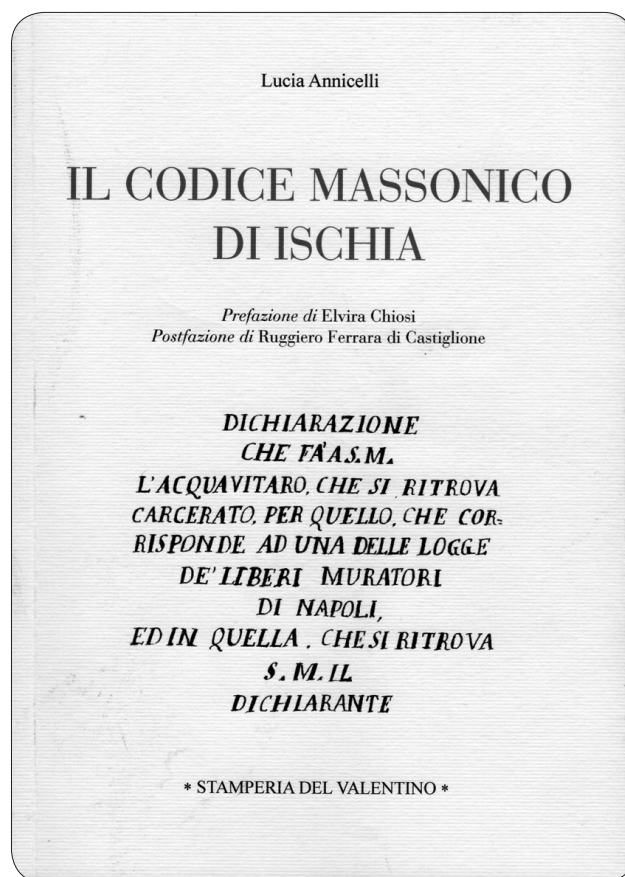 Lucia Annicelli
IL CODICE MASSONICO
DI ISCHIA
Prefazione di Elvira Chiosi
Postfazione di Ruggiero Ferrara di Castiglione
DICHIARAZIONE
CHE FA' A S. M.
L'ACQUAVITARO, CHE SI RITROVA
CARCERATO, PER QUELLO, CHE COR=
RISPONDE AD UNA DELLE LOGGE
DE' LIBERI MURATORI
DI NAPOLI,
ED IN QUELLA, CHE SI RITROVA
S. M. IL
DICHIARANTE
* STAMPERIA DEL VALENTINO *